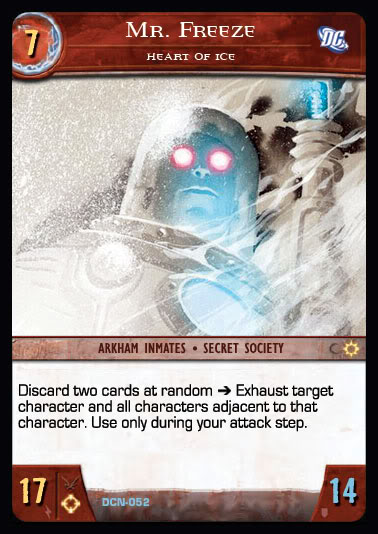 7
MR. FREEZE
HEART OF ICE
DC
ARKHAM INMATES • SECRET SOCIETY
C
Discard two cards at random ➔ Exhaust target
character and all characters adjacent to that
character. Use only during your attack step.
17
DCN-052
14